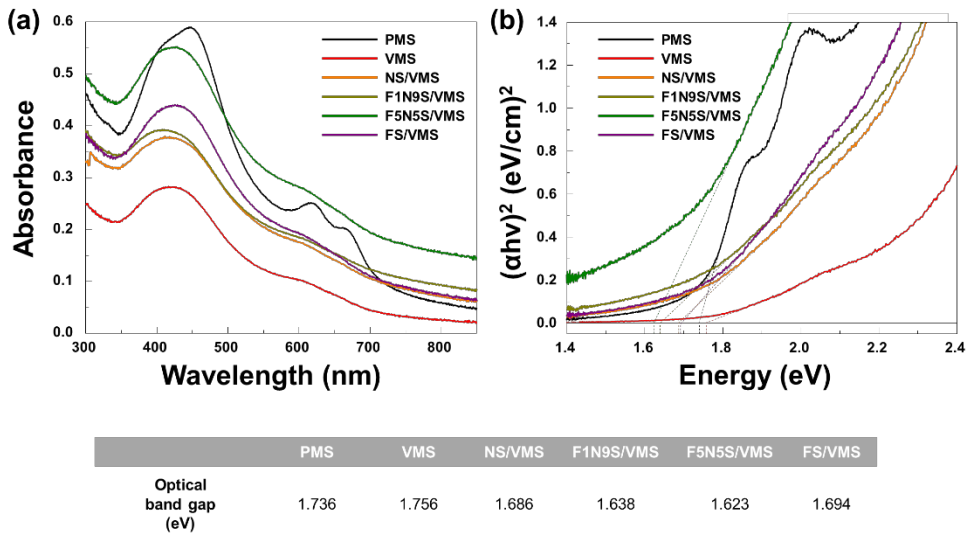 (a)
0.6
0.5
0.4
0.3
0.2
0.1
0.0
Absorbance
300 400 500 600 700 800
Wavelength (nm)
PMS
VMS
NS/VMS
F1N9S/VMS
F5N5S/VMS
FS/VMS
(b)
1.4
1.2
1.0
0.8
0.6
0.4
0.2
0.0
(αhv)² (eV/cm)²
1.4 1.6 1.8 2.0 2.2 2.4
Energy (eV)
PMS
VMS
NS/VMS
F1N9S/VMS
F5N5S/VMS
FS/VMS
PMS VMS NS/VMS F1N9S/VMS F5N5S/VMS FS/VMS
Optical
band gap
(eV)
1.736 1.756 1.686 1.638 1.623 1.694